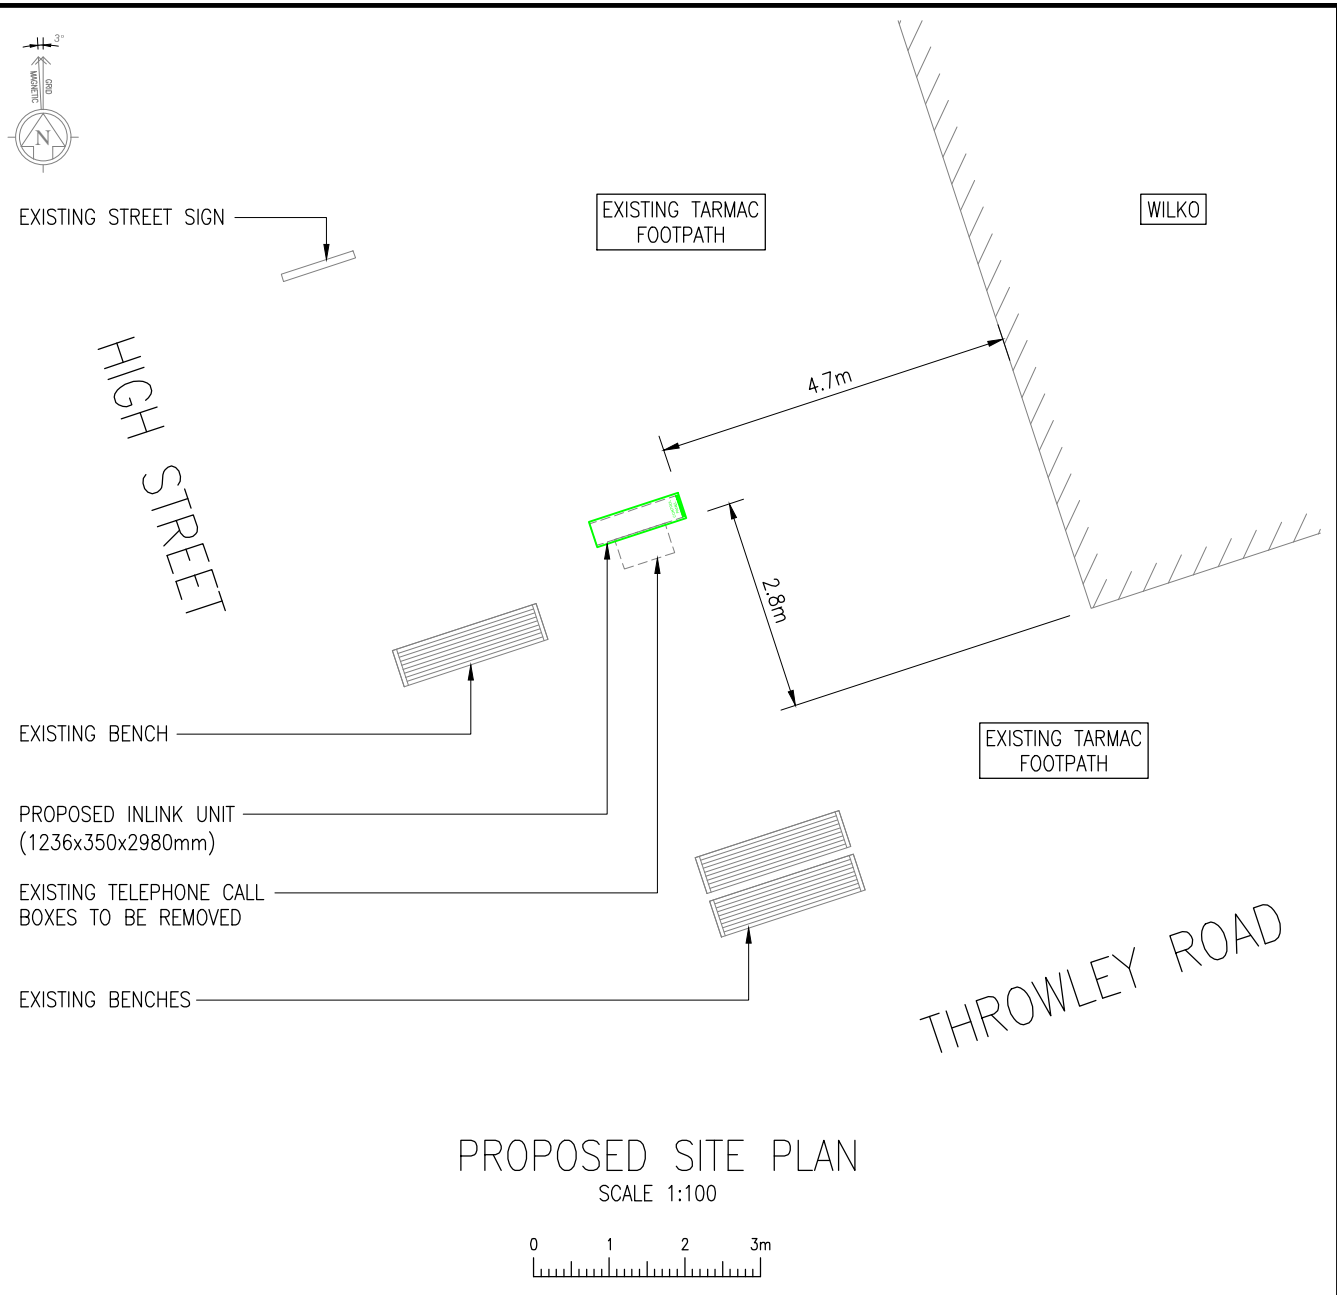 3°
MAGNETIC
GRID
N
EXISTING STREET SIGN
EXISTING TARMAC
FOOTPATH
WILKO
HIGH STREET
4.7m
2.8m
EXISTING BENCH
EXISTING TARMAC
FOOTPATH
PROPOSED INLINK UNIT
(1236x350x2980mm)
EXISTING TELEPHONE CALL
BOXES TO BE REMOVED
EXISTING BENCHES
THROWLEY ROAD
PROPOSED SITE PLAN
SCALE 1:100
0 1 2 3m